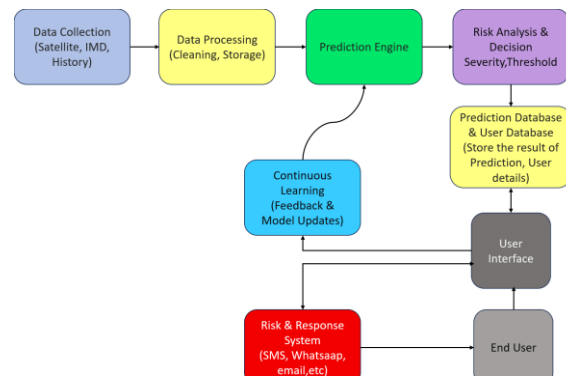 Data Collection
(Satellite, IMD,
History)
Data Processing
(Cleaning, Storage)
Prediction Engine
Risk Analysis &
Decision
Severity,Threshold
Prediction Database
& User Database
(Store the result of
Prediction, User
details)
Continuous
Learning
(Feedback &
Model Updates)
User
Interface
Risk & Response
System
(SMS, Whatsaap,
email,etc)
End User